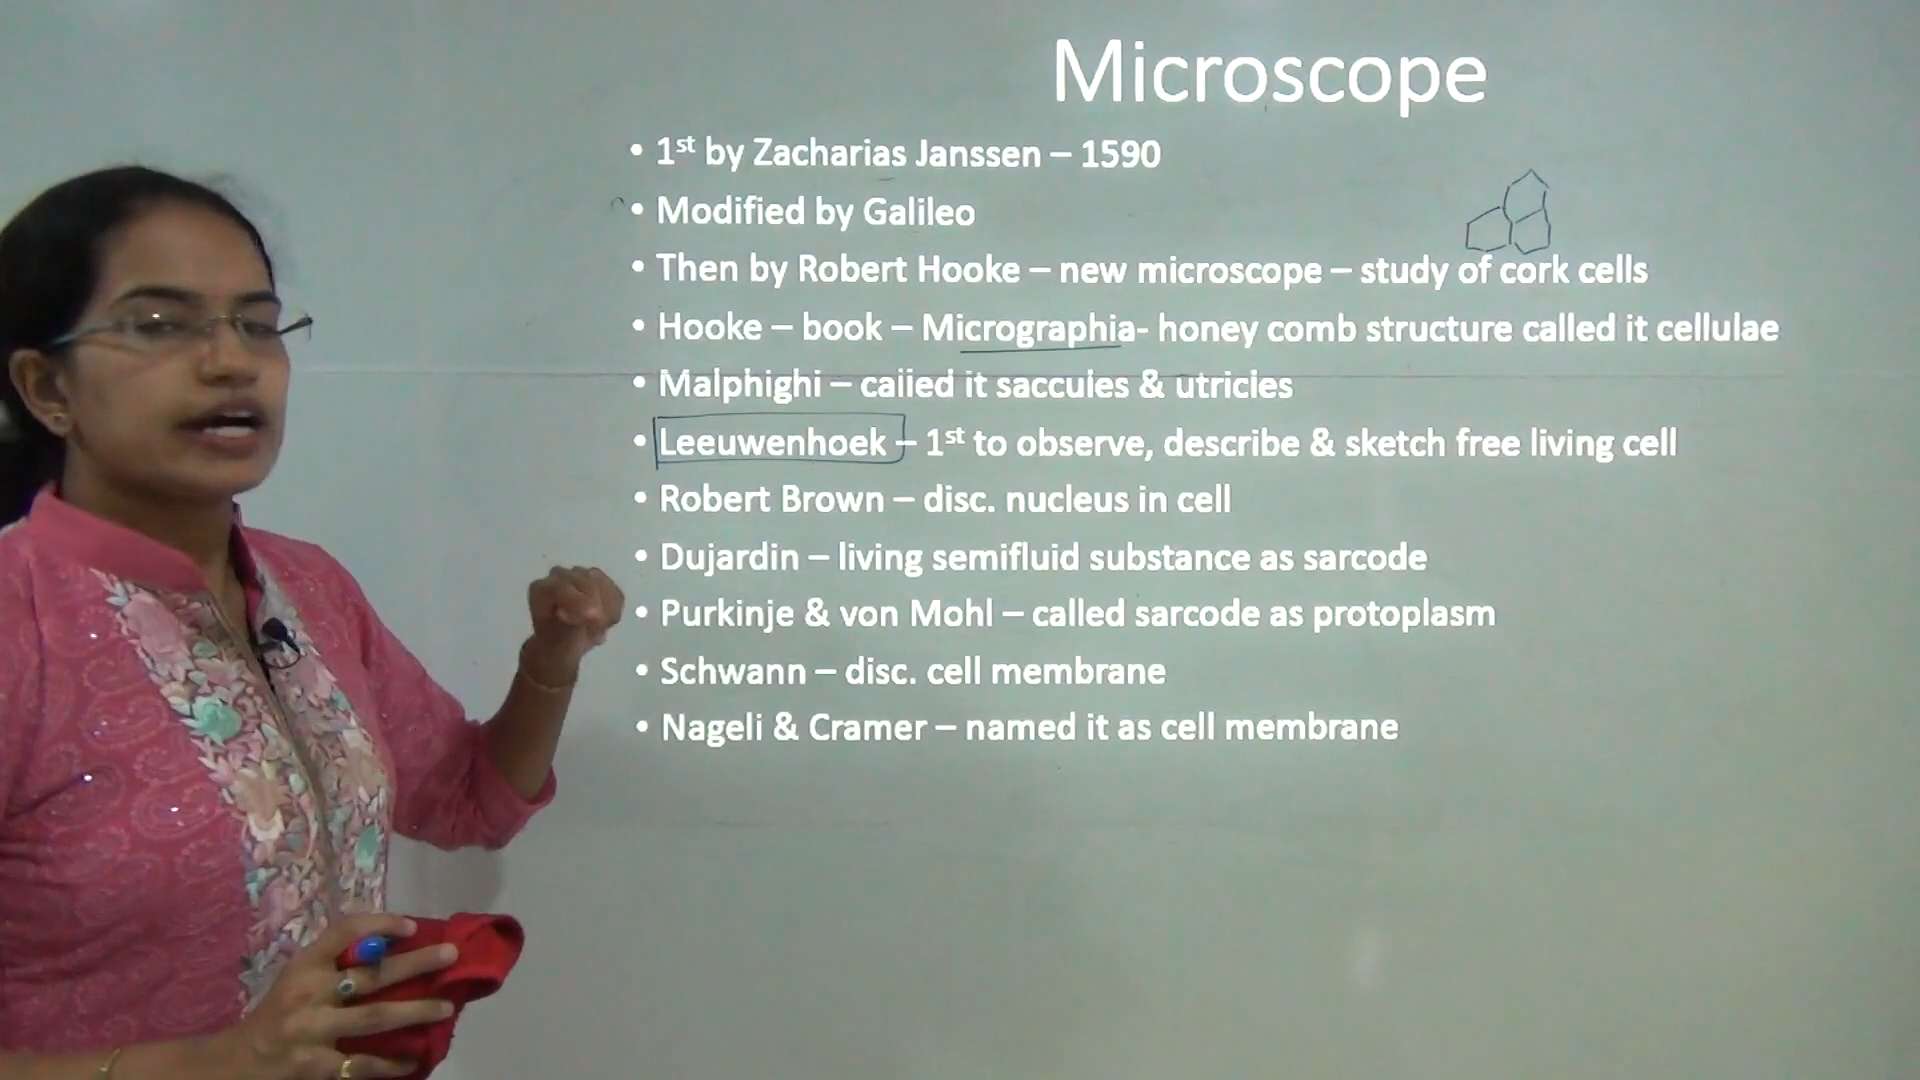 Microscope
• 1st by Zacharias Janssen – 1590
• Modified by Galileo
• Then by Robert Hooke – new microscope – study of cork cells
• Hooke – book – Micrographia- honey comb structure called it cellulae
• Malphighi – called it saccules & utricles
• Leeuwenhoek – 1st to observe, describe & sketch free living cell
• Robert Brown – disc. nucleus in cell
• Dujardin – living semifluid substance as sarcode
• Purkinje & von Mohl – called sarcode as protoplasm
• Schwann – disc. cell membrane
• Nageli & Cramer – named it as cell membrane